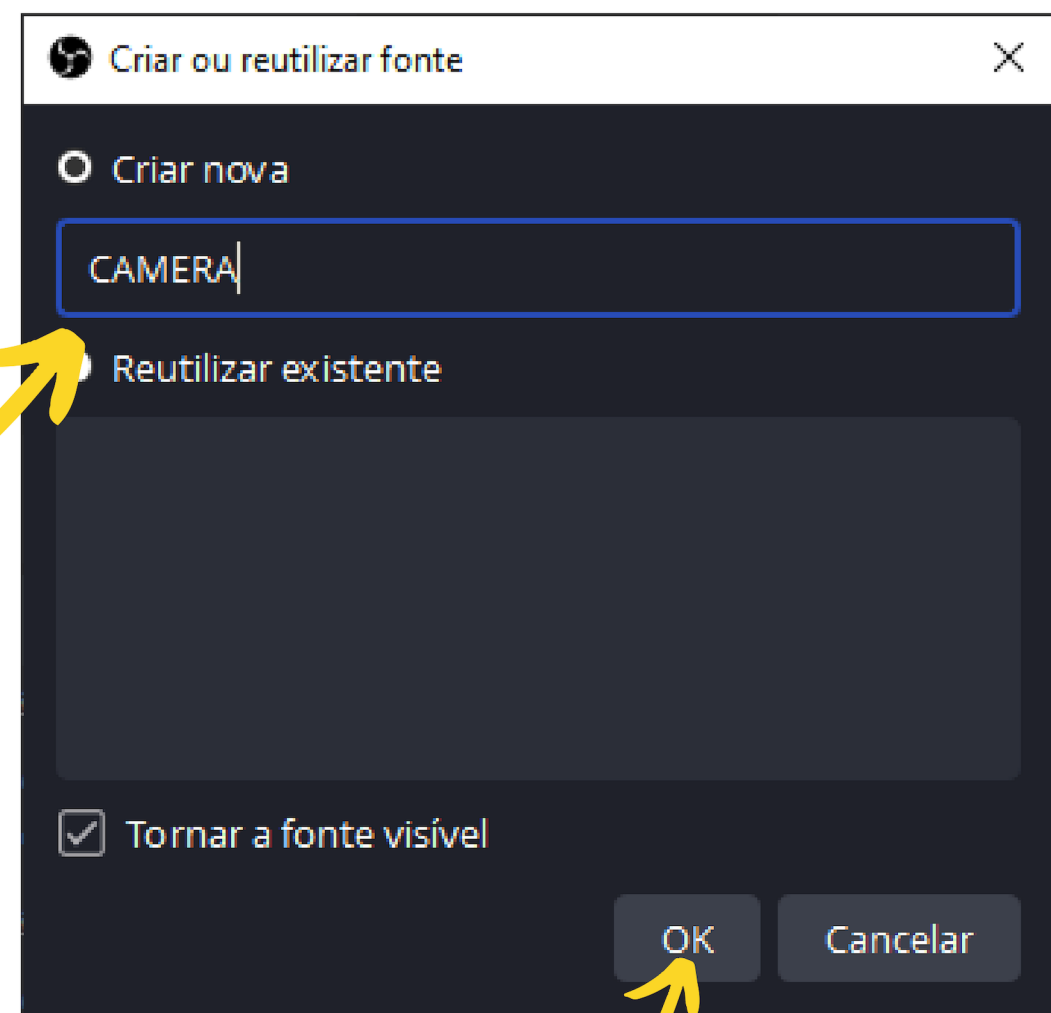 Criar ou reutilizar fonte
Criar nova
CAMERA
Reutilizar existente
Tornar a fonte visível
OK
Cancelar